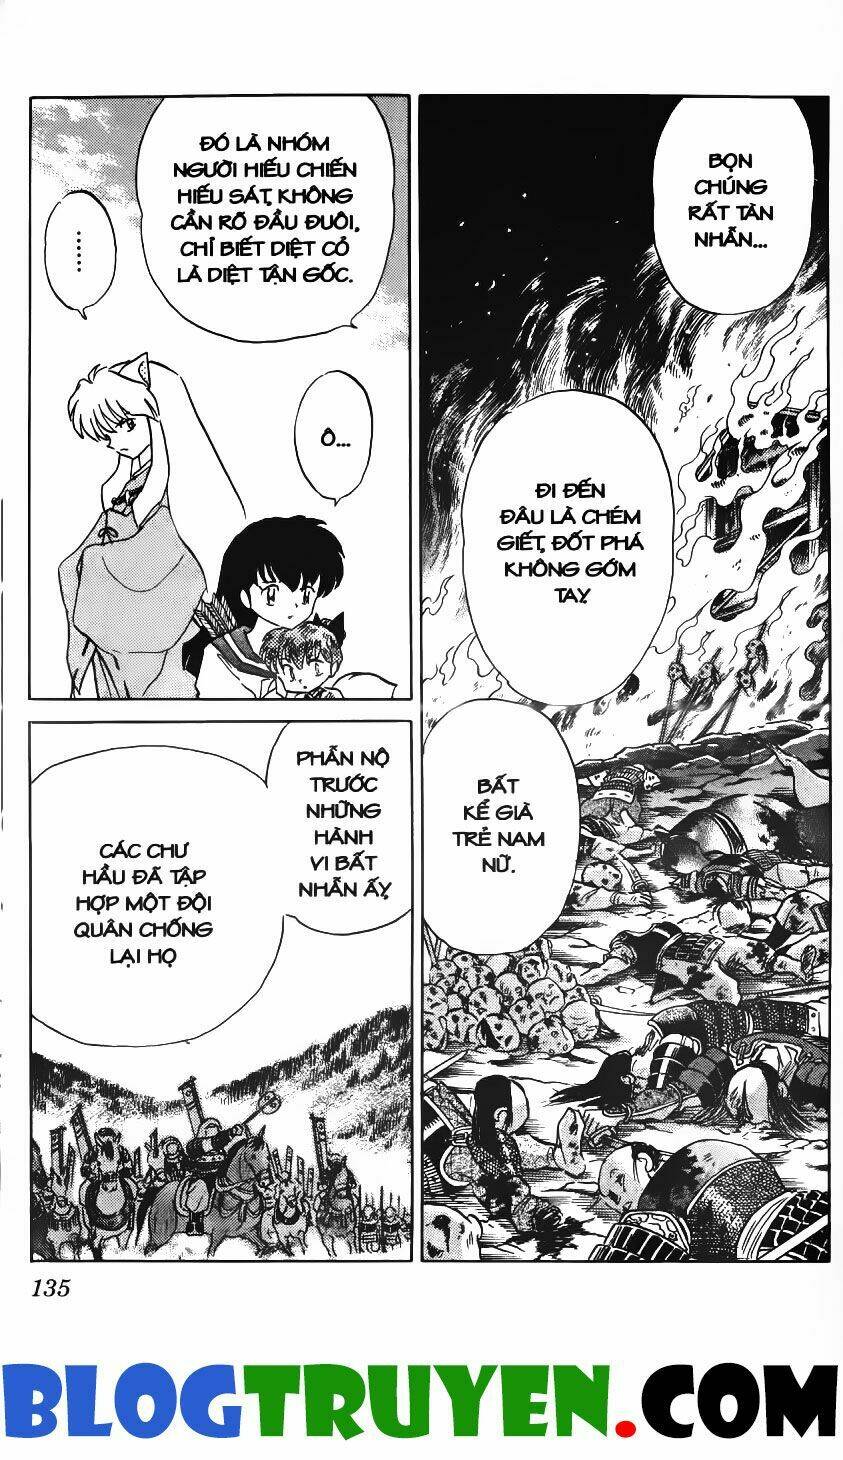 BỌN
CHÚNG
RẤT TÀN
NHẪN...
ĐI ĐẾN
ĐÂU LÀ CHÉM
GIẾT, ĐỐT PHÁ
KHÔNG GỚM
TAY.
BẤT
KỂ GIÀ
TRẺ NAM
NỮ.
ĐÓ LÀ NHÓM
NGƯỜI HIẾU CHIẾN
HIẾU SÁT, KHÔNG
CẦN RÕ ĐẦU ĐUÔI,
CHỈ BIẾT DIỆT CỎ
LÀ DIỆT TẬN GỐC.
......
Ô...
PHẪN NỘ
TRƯỚC
NHỮNG
HÀNH
VI BẤT
NHẪN ẤY,
CÁC CHƯ
HẦU ĐÃ TẬP
HỢP MỘT ĐỘI
QUÂN CHỐNG
LẠI HỌ
135
BLOGTRUYEN.COM